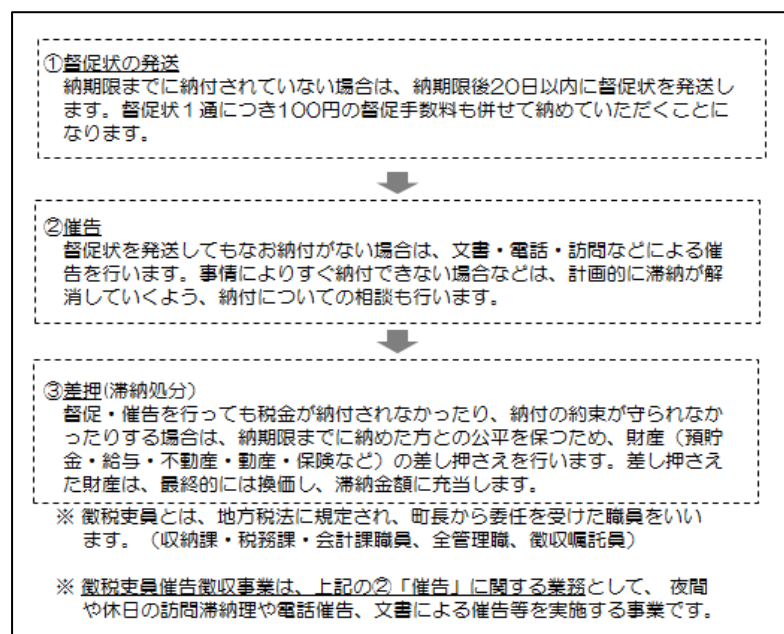 ①督促状の発送
納期限までに納付されていない場合は、納期限後20日以内に督促状を発送し
ます。督促状１通につき100円の督促手数料も併せて納めていただくことに
なります。
②催告
督促状を発送してもなお納付がない場合は、文書・電話・訪問などによる催
告を行います。事情によりすぐ納付できない場合などは、計画的に滞納が解
消していくよう、納付についての相談も行います。
③差押(滞納処分)
督促・催告を行っても税金が納付されなかったり、納付の約束が守られなか
ったりする場合は、納期限までに納めた方との公平を保つため、財産（預貯
金・給与・不動産・動産・保険など）の差し押さえを行います。差し押さえ
た財産は、最終的には換価し、滞納金額に充当します。
※ 徴税吏員とは、地方税法に規定され、町長から委任を受けた職員をいい
ます。（収納課・税務課・会計課職員、全管理職、徴収嘱託員）
※ 徴税吏員催告徴収事業は、上記の②「催告」に関する業務として、 夜間
や休日の訪問滞納理や電話催告、文書による催告等を実施する事業です。